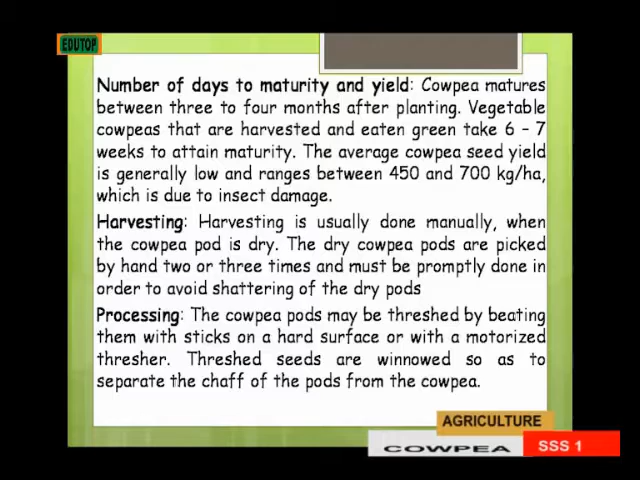 EDUTOP
Number of days to maturity and yield: Cowpea matures
between three to four months after planting. Vegetable
cowpeas that are harvested and eaten green take 6 – 7
weeks to attain maturity. The average cowpea seed yield
is generally low and ranges between 450 and 700 kg/ha,
which is due to insect damage.
Harvesting: Harvesting is usually done manually, when
the cowpea pod is dry. The dry cowpea pods are picked
by hand two or three times and must be promptly done in
order to avoid shattering of the dry pods
Processing: The cowpea pods may be threshed by beating
them with sticks on a hard surface or with a motorized
thresher. Threshed seeds are winnowed so as to
separate the chaff of the pods from the cowpea.
AGRICULTURE
COWPEA SSS 1